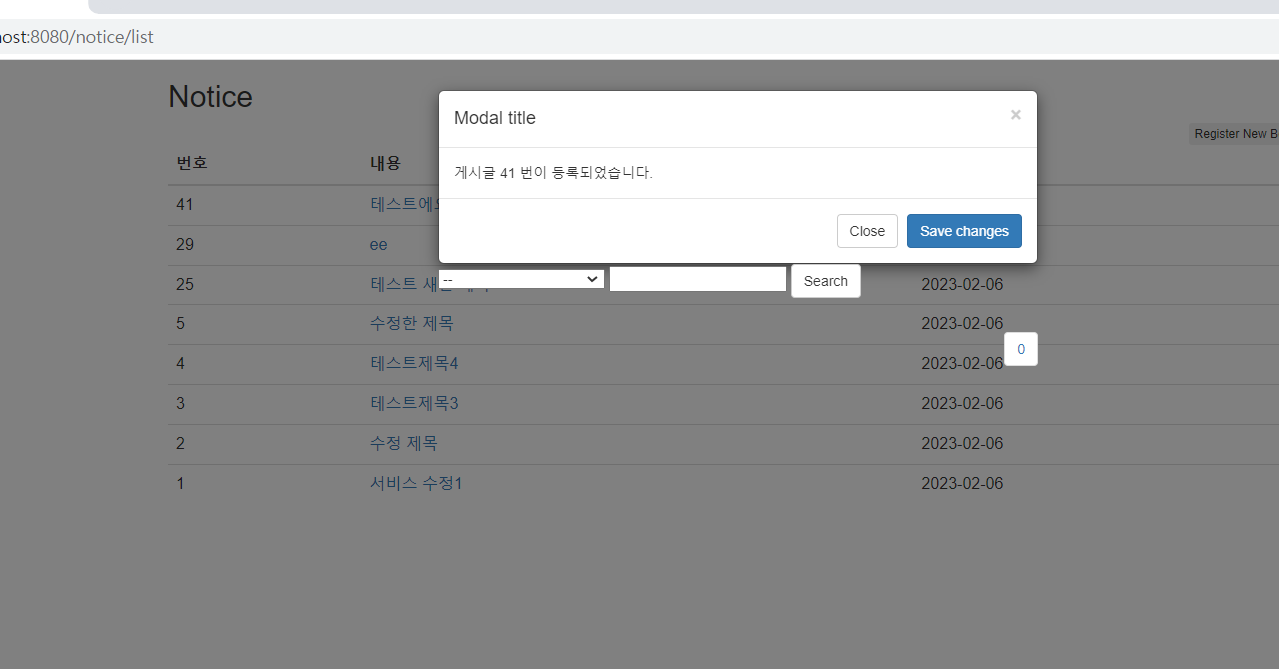 host:8080/notice/list
Notice
Modal title ×
게시글 41 번이 등록되었습니다.
Close Save changes
Register New B
번호 내용
41 테스트에
29 ee
25 테스트 2023-02-06
-- Search
5 수정한 제목 2023-02-06
0
4 테스트제목4 2023-02-06
3 테스트제목3 2023-02-06
2 수정 제목 2023-02-06
1 서비스 수정1 2023-02-06